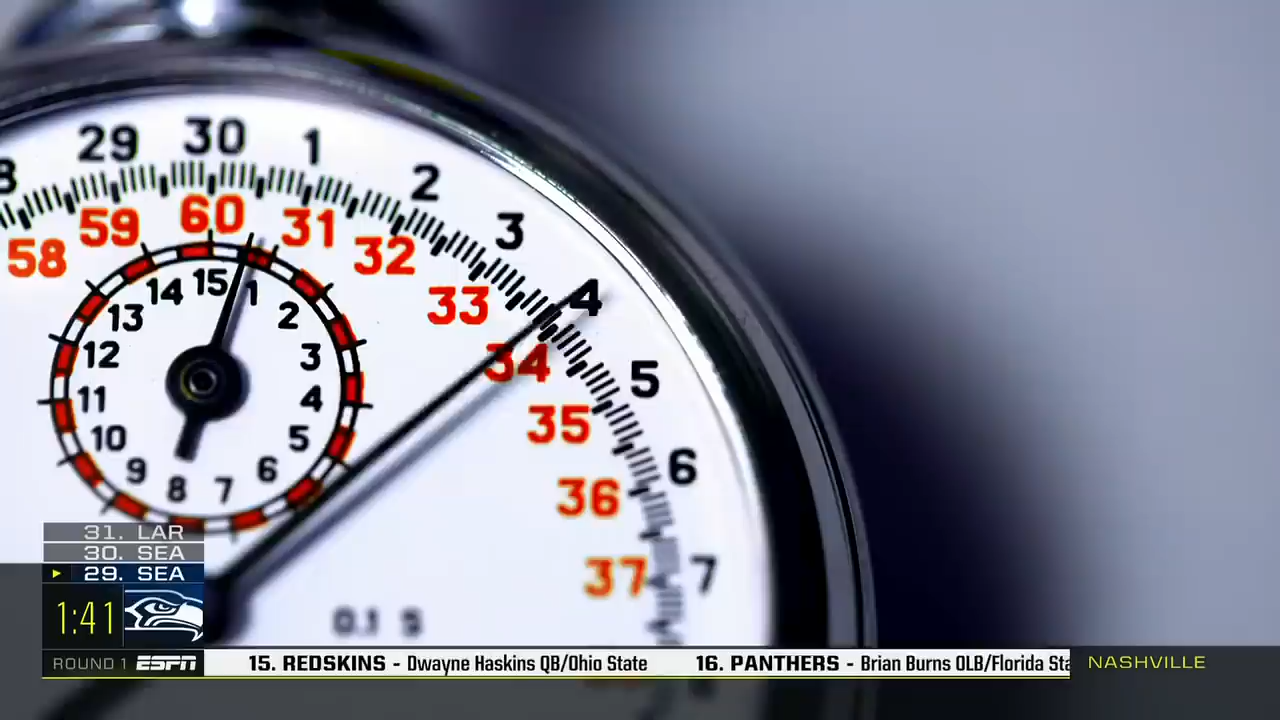 29 30 1 2 3 4 5 6 7
58 59 60 31 32 33 34 35 36 37
15 1 2 3 4 5 6 7 8 9 10 11 12 13 14
0.1 S
31. LAR
30. SEA
29. SEA
1:41
ROUND 1 ESPN
15. REDSKINS - Dwayne Haskins QB/Ohio State 16. PANTHERS - Brian Burns OLB/Florida Sta
NASHVILLE